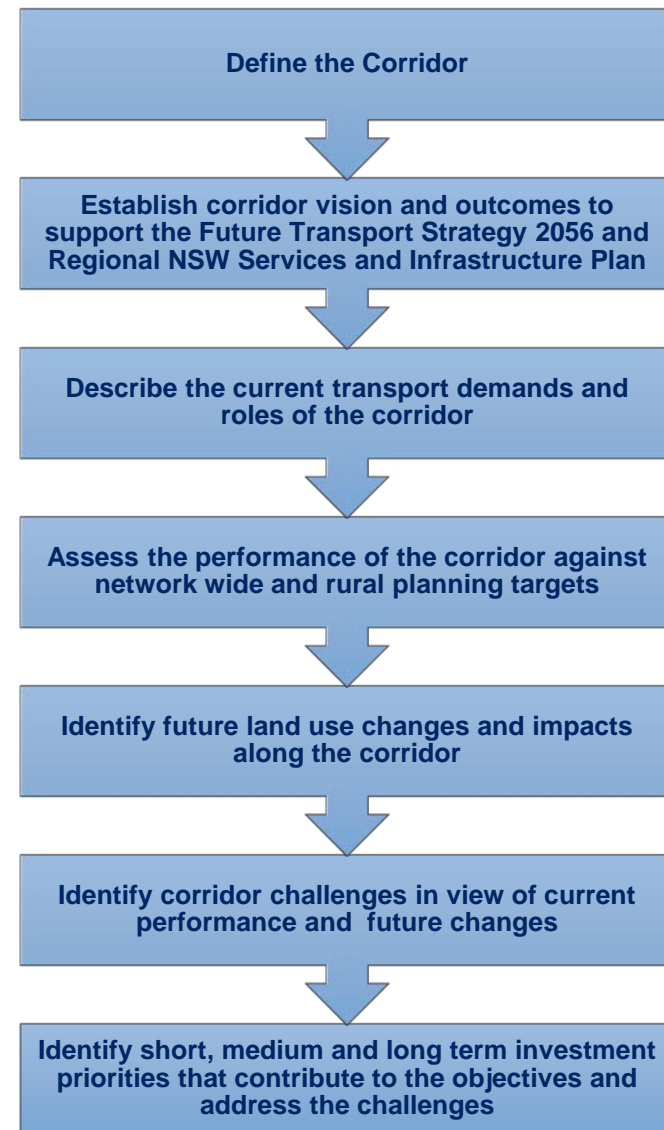 Define the Corridor
Establish corridor vision and outcomes to
support the Future Transport Strategy 2056 and
Regional NSW Services and Infrastructure Plan
Describe the current transport demands and
roles of the corridor
Assess the performance of the corridor against
network wide and rural planning targets
Identify future land use changes and impacts
along the corridor
Identify corridor challenges in view of current
performance and  future changes
Identify short, medium and long term investment
priorities that contribute to the objectives and
address the challenges